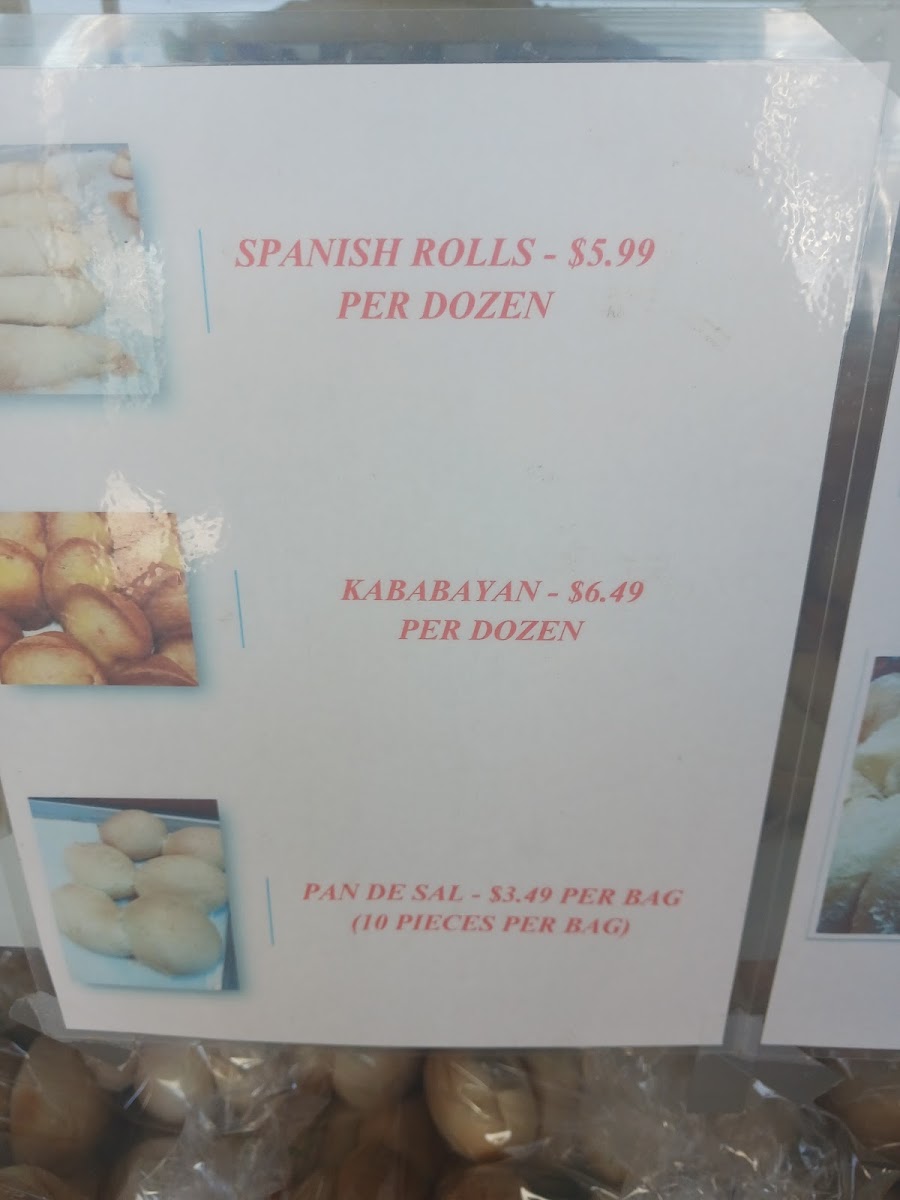 SPANISH ROLLS - $5.99
PER DOZEN
KABABAYAN - $6.49
PER DOZEN
PAN DE SAL - $3.49 PER BAG
(10 PIECES PER BAG)